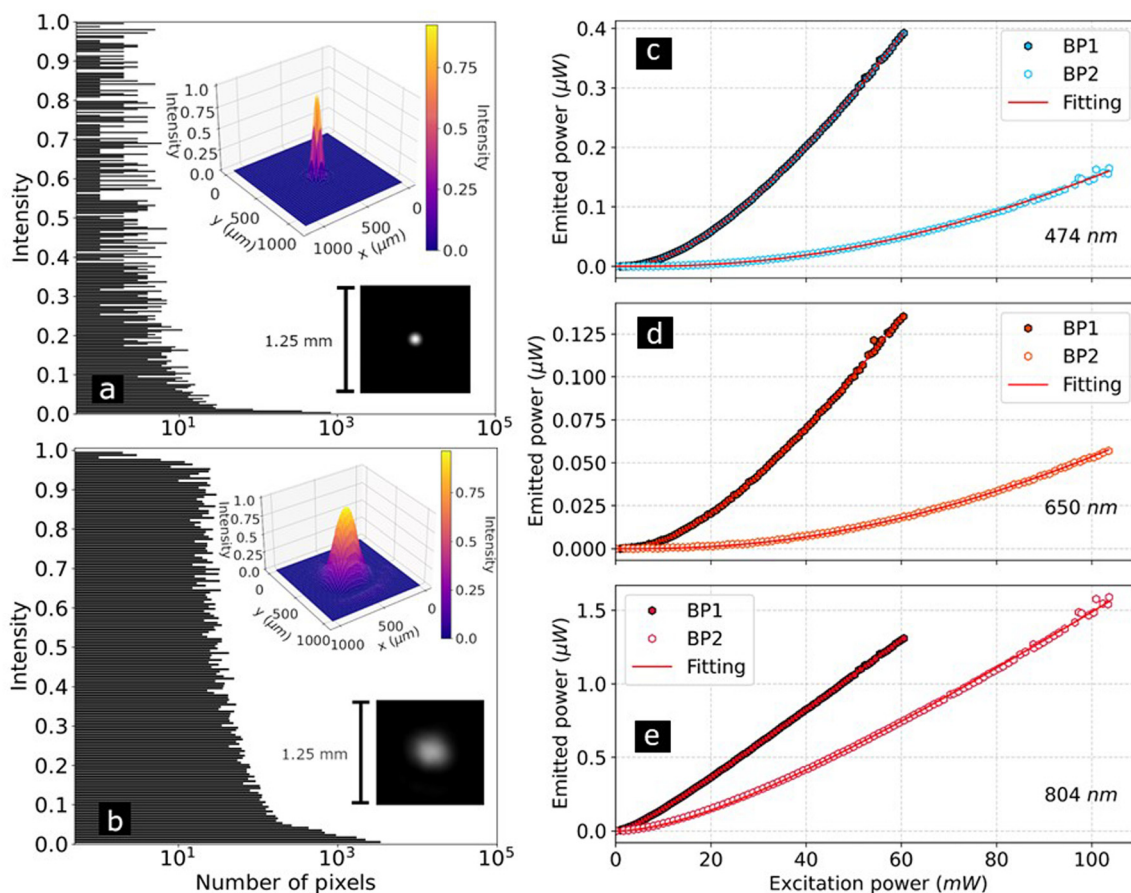 1.0
0.9
0.8
0.7
0.6
0.5
0.4
0.3
0.2
0.1
0.0
Intensity
10¹
10³
10⁵
a
1.0
0.75
0.50
0.25
0.0
Intensity
0
500
1000
y (μm)
1000
500
0
x (μm)
0.75
0.5
0.25
0.0
Intensity
1.25 mm
1.0
0.9
0.8
0.7
0.6
0.5
0.4
0.3
0.2
0.1
0.0
Intensity
10¹
10³
10⁵
Number of pixels
b
1.0
0.75
0.50
0.25
0.0
Intensity
0
500
1000
y (μm)
1000
500
0
x (μm)
0.75
0.5
0.25
0.0
Intensity
1.25 mm
c
0.4
0.3
0.2
0.1
0.0
Emitted power (μW)
BP1
BP2
Fitting
474 nm
d
0.125
0.100
0.075
0.050
0.025
0.000
Emitted power (μW)
BP1
BP2
Fitting
650 nm
e
1.5
1.0
0.5
0.0
Emitted power (μW)
BP1
BP2
Fitting
804 nm
0
20
40
60
80
100
Excitation power (mW)